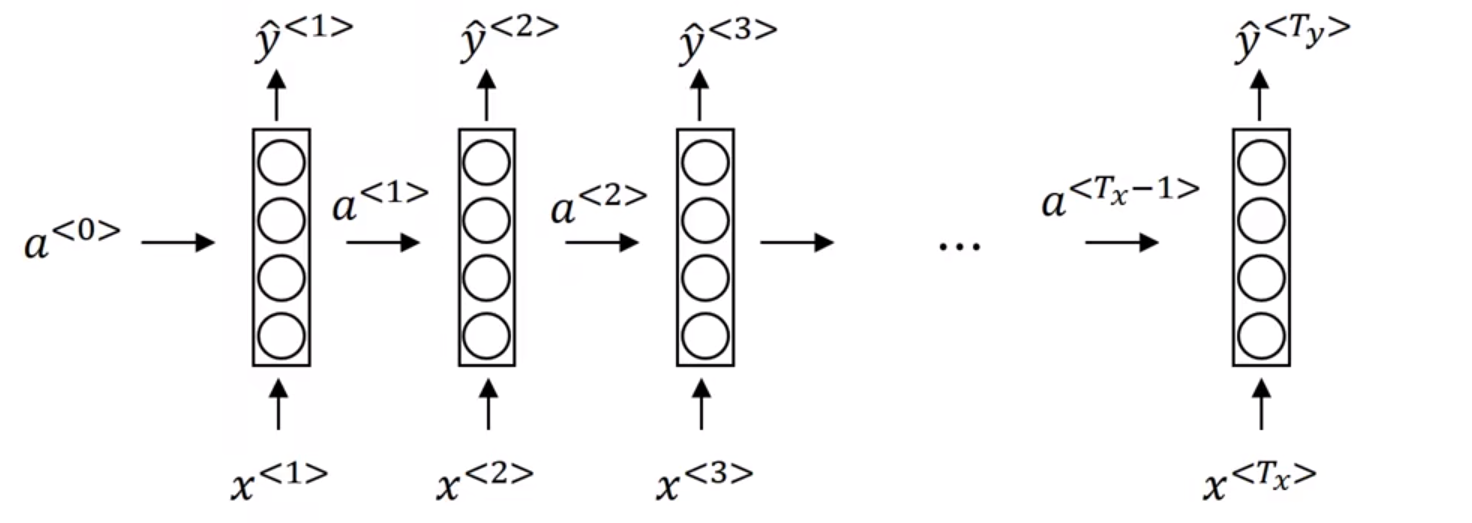 ŷ<1> ŷ<2> ŷ<3> ŷ<Ty>
a<0> a<1> a<2> ... a<Tx−1>
x<1> x<2> x<3> x<Tx>